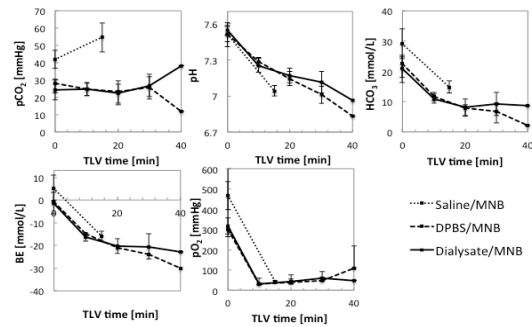 pCO2 [mmHg]
70
60
50
40
30
20
10
0
0 20 40
TLV time [min]
pH
7.6
7.3
7
6.7
0 20 40
TLV time [min]
HCO3 [mmol/L]
40
30
20
10
0
0 20 40
TLV time [min]
BE [mmol/L]
10
0
-10
-20
-30
-40
0 20 40
TLV time [min]
pO2 [mmHg]
600
500
400
300
200
100
0
0 20 40
TLV time [min]
Saline/MNB
DPBS/MNB
Dialysate/MNB